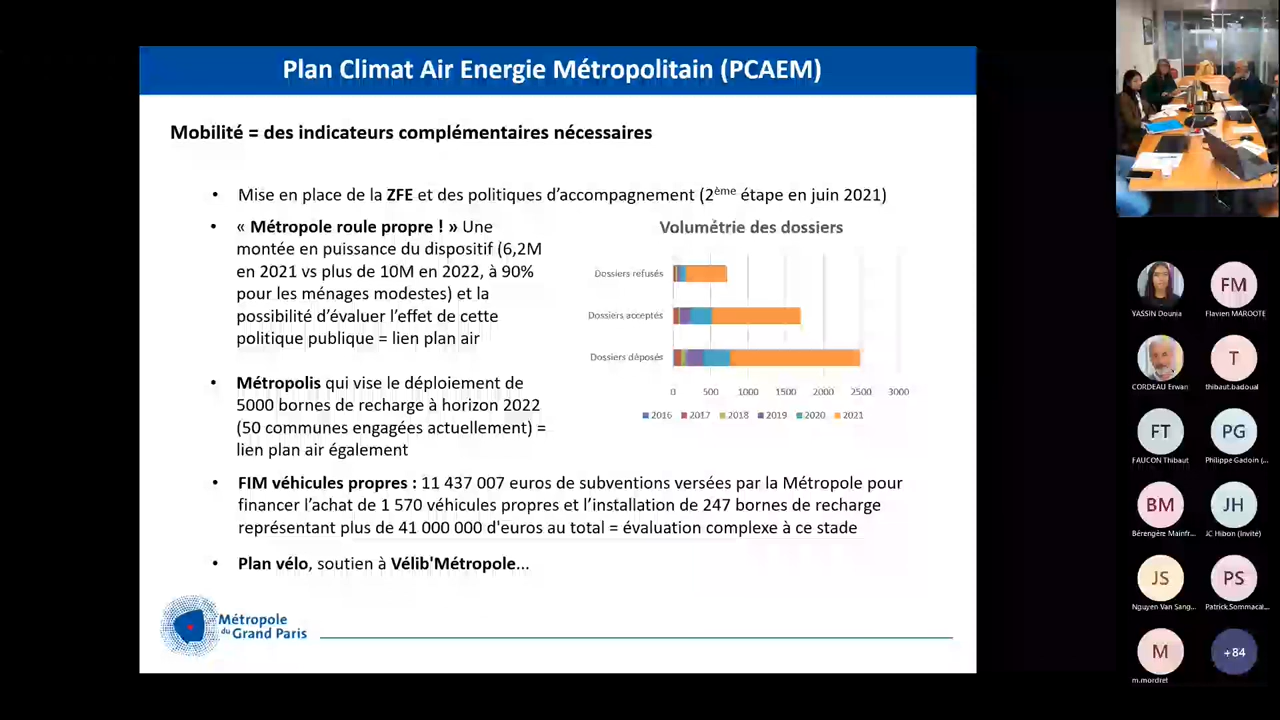 Plan Climat Air Energie Métropolitain (PCAEM)
Mobilité = des indicateurs complémentaires nécessaires
• Mise en place de la ZFE et des politiques d'accompagnement (2ème étape en juin 2021)
• « Métropole roule propre ! » Une
montée en puissance du dispositif (6,2M
en 2021 vs plus de 10M en 2022, à 90%
pour les ménages modestes) et la
possibilité d'évaluer l'effet de cette
politique publique = lien plan air
• Métropolis qui vise le déploiement de
5000 bornes de recharge à horizon 2022
(50 communes engagées actuellement) =
lien plan air également
Volumétrie des dossiers
Dossiers refusés
Dossiers acceptés
Dossiers déposés
0 500 1000 1500 2000 2500 3000
2016 2017 2018 2019 2020 2021
• FIM véhicules propres : 11 437 007 euros de subventions versées par la Métropole pour
financer l'achat de 1 570 véhicules propres et l'installation de 247 bornes de recharge
représentant plus de 41 000 000 d'euros au total = évaluation complexe à ce stade
• Plan vélo, soutien à Vélib'Métropole...
Métropole
du Grand Paris
YASSIN Dounia
FM
Flavien MAROOTE
CORDEAU Erwan
T
thibaut.badoual
FT
FAUCON Thibaut
PG
Philippe Gadoin (...
BM
Bérengère Mainfr...
JH
JC Hibon (Invité)
JS
Nguyen Van Sang...
PS
Patrick Sommacal...
M
m.mordret
+84